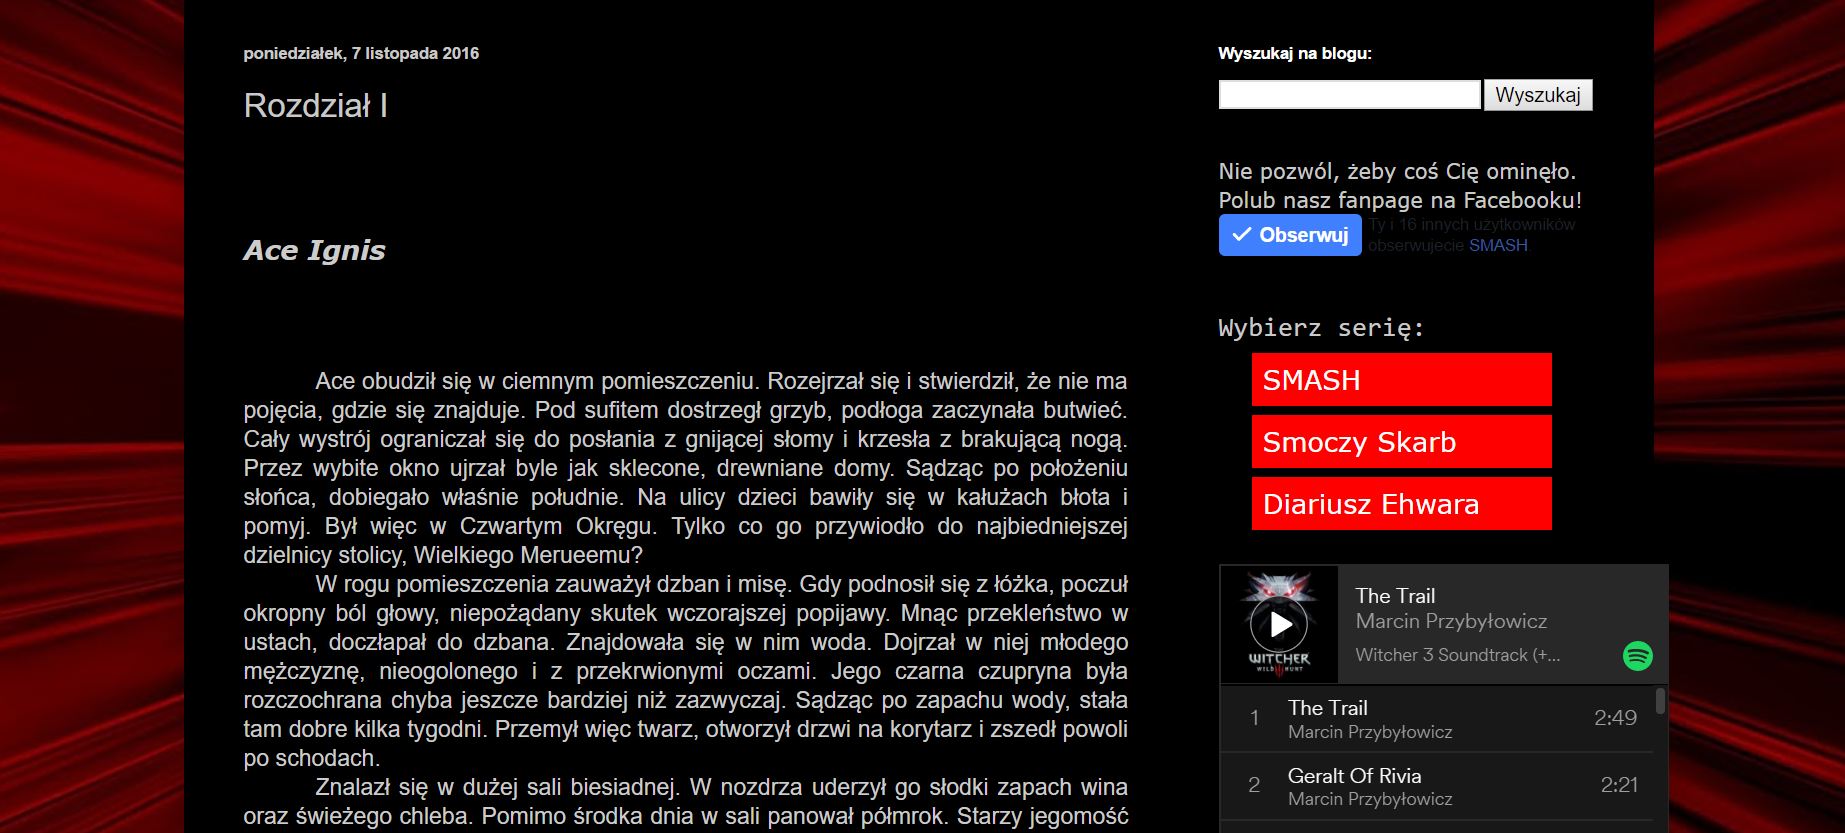 poniedziałek, 7 listopada 2016
Rozdział I
Ace Ignis
Ace obudził się w ciemnym pomieszczeniu. Rozejrzał się i stwierdził, że nie ma
pojęcia, gdzie się znajduje. Pod sufitem dostrzegł grzyb, podłoga zaczynała butwieć.
Cały wystrój ograniczał się do posłania z gnijącej słomy i krzesła z brakującą nogą.
Przez wybite okno ujrzał byle jak sklecone, drewniane domy. Sądząc po położeniu
słońca, dobiegało właśnie południe. Na ulicy dzieci bawiły się w kałużach błota i
pomyj. Był więc w Czwartym Okręgu. Tylko co go przywiodło do najbiedniejszej
dzielnicy stolicy, Wielkiego Merueemu?
W rogu pomieszczenia zauważył dzban i misę. Gdy podnosił się z łóżka, poczuł
okropny ból głowy, niepożądany skutek wczorajszej popijawy. Mnąc przekleństwo w
ustach, doczłapał do dzbana. Znajdowała się w nim woda. Dojrzał w niej młodego
mężczyznę, nieogolonego i z przekrwionymi oczami. Jego czarna czupryna była
rozczochrana chyba jeszcze bardziej niż zazwyczaj. Sądząc po zapachu wody, stała
tam dobre kilka tygodni. Przemył więc twarz, otworzył drzwi na korytarz i zszedł powoli
po schodach.
Znalazł się w dużej sali biesiadnej. W nozdrza uderzył go słodki zapach wina
oraz świeżego chleba. Pomimo środka dnia w sali panował półmrok. Starzy jegomość
Wyszukaj na blogu:
Wyszukaj
Nie pozwól, żeby coś Cię ominęło.
Polub nasz fanpage na Facebooku!
Obserwuj
Ty i 16 innych użytkowników
obserwujecie SMASH
Wybierz serię:
SMASH
Smoczy Skarb
Diariusz Ehwara
THE WITCHER
WILD HUNT
The Trail
Marcin Przybyłowicz
Witcher 3 Soundtrack (+...
1 The Trail 2:49
Marcin Przybyłowicz
2 Geralt Of Rivia 2:21
Marcin Przybyłowicz